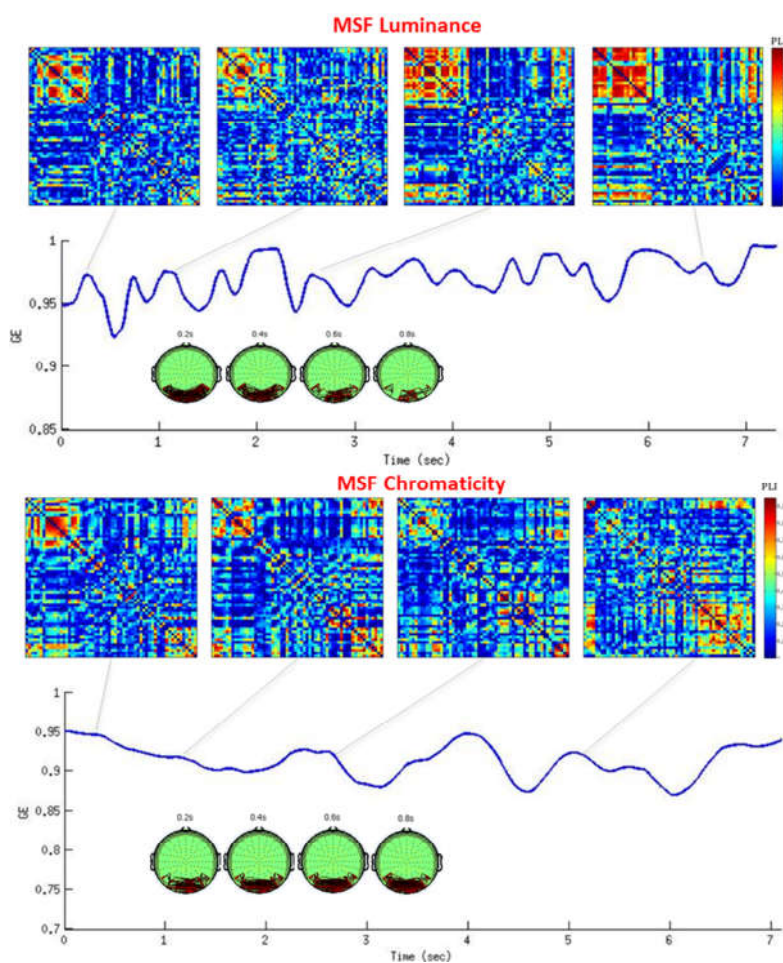 MSF Luminance
PLI
1
0.95
0.9
0.85
GE
0.2s 0.4s 0.6s 0.8s
0 1 2 3 4 5 6 7
Time (sec)
MSF Chromaticity
PLI
1
0.95
0.9
0.85
0.8
0.75
0.7
GE
0.2s 0.4s 0.6s 0.8s
0 1 2 3 4 5 6 7
Time (sec)